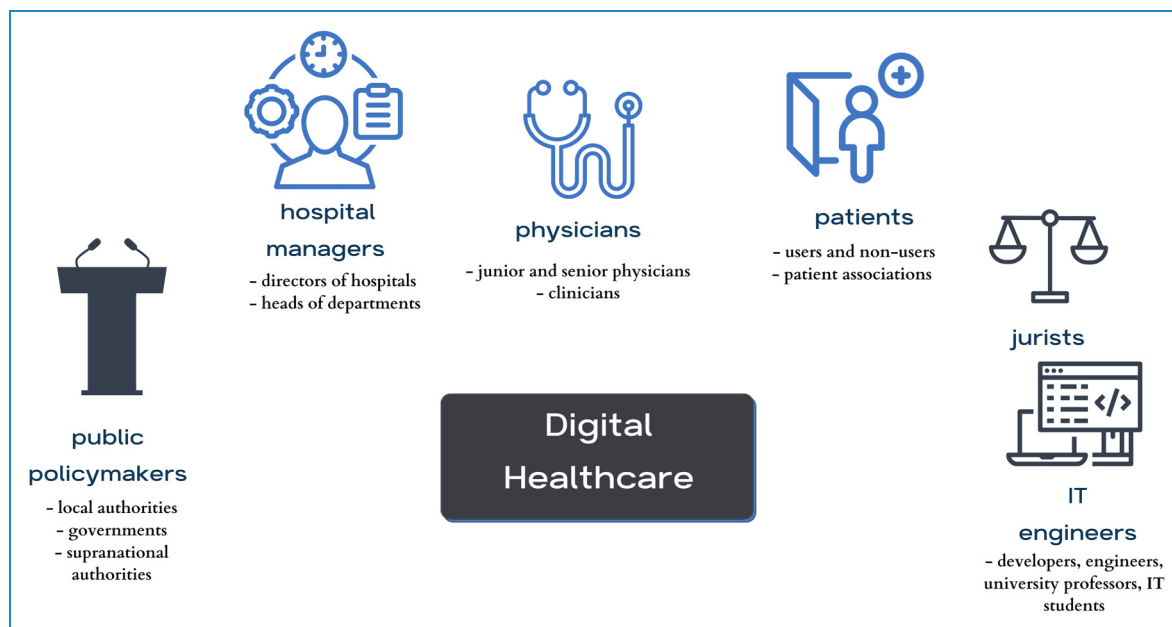 hospital
managers
- directors of hospitals
- heads of departments
physicians
- junior and senior physicians
- clinicians
patients
- users and non-users
- patient associations
jurists
public
policymakers
- local authorities
- governments
- supranational
authorities
Digital
Healthcare
</>
IT
engineers
- developers, engineers,
university professors, IT
students